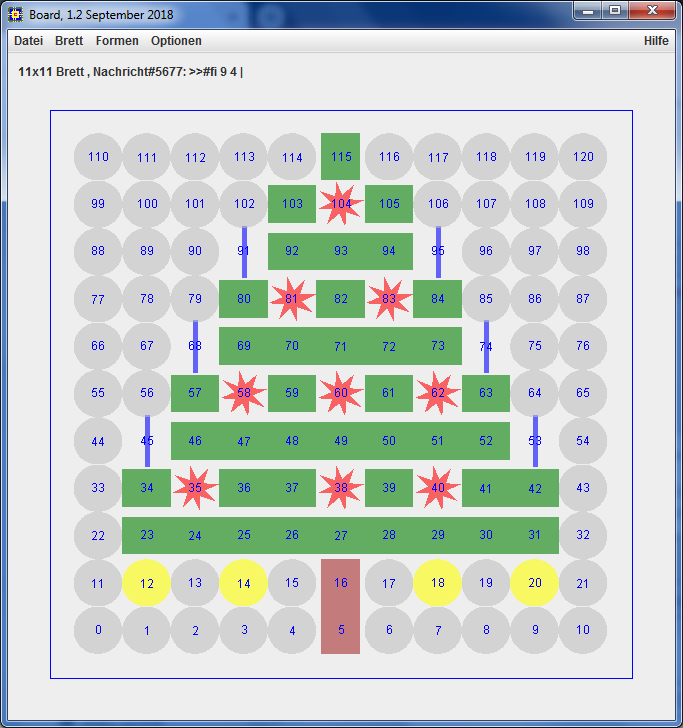 Board, 1.2 September 2018
Datei Brett Formen Optionen Hilfe
11x11 Brett , Nachricht#5677: >>#fi 9 4 |
110 111 112 113 114 115 116 117 118 119 120
99 100 101 102 103 104 105 106 107 108 109
88 89 90 91 92 93 94 95 96 97 98
77 78 79 80 81 82 83 84 85 86 87
66 67 68 69 70 71 72 73 74 75 76
55 56 57 58 59 60 61 62 63 64 65
44 45 46 47 48 49 50 51 52 53 54
33 34 35 36 37 38 39 40 41 42 43
22 23 24 25 26 27 28 29 30 31 32
11 12 13 14 15 16 17 18 19 20 21
0 1 2 3 4 5 6 7 8 9 10